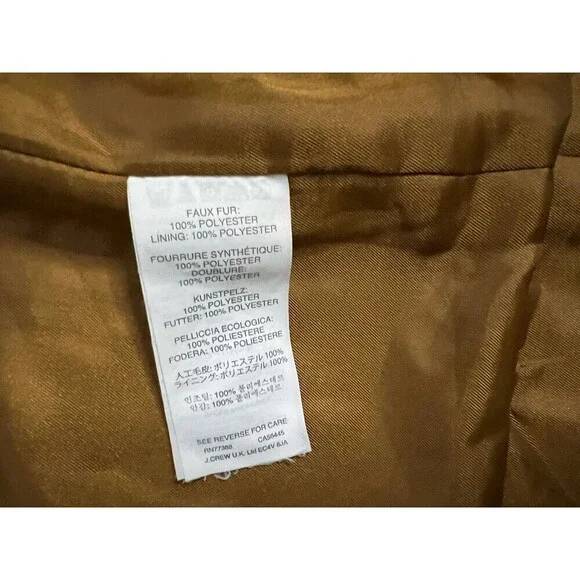 FAUX FUR:
100% POLYESTER
LINING: 100% POLYESTER
FOURRURE SYNTHÉTIQUE:
100% POLYESTER
DOUBLURE:
100% POLYESTER
KUNSTPELZ:
100% POLYESTER
FUTTER: 100% POLYESTER
PELLICCIA ECOLOGICA:
100% POLIESTERE
FODERA: 100% POLIESTERE
人工毛皮: ポリエステル 100%
ライニング: ポリエステル 100%
인조털: 100% 폴리에스테르
안감: 100% 폴리에스테르
SEE REVERSE FOR CARE
RN77388 CA56445
J.CREW U.K. Ltd EC4V 6JA